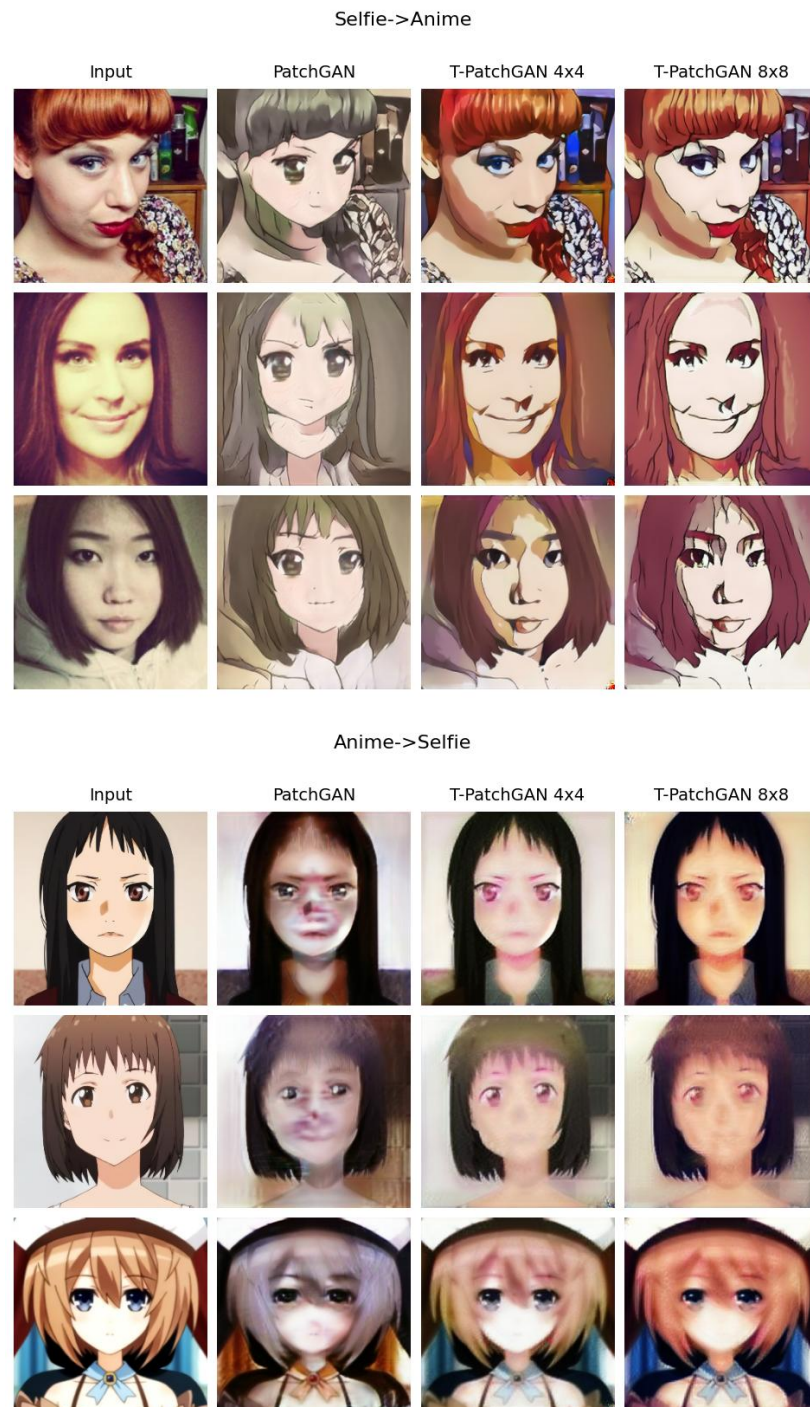 Selfie->Anime
Input PatchGAN T-PatchGAN 4x4 T-PatchGAN 8x8
Anime->Selfie
Input PatchGAN T-PatchGAN 4x4 T-PatchGAN 8x8